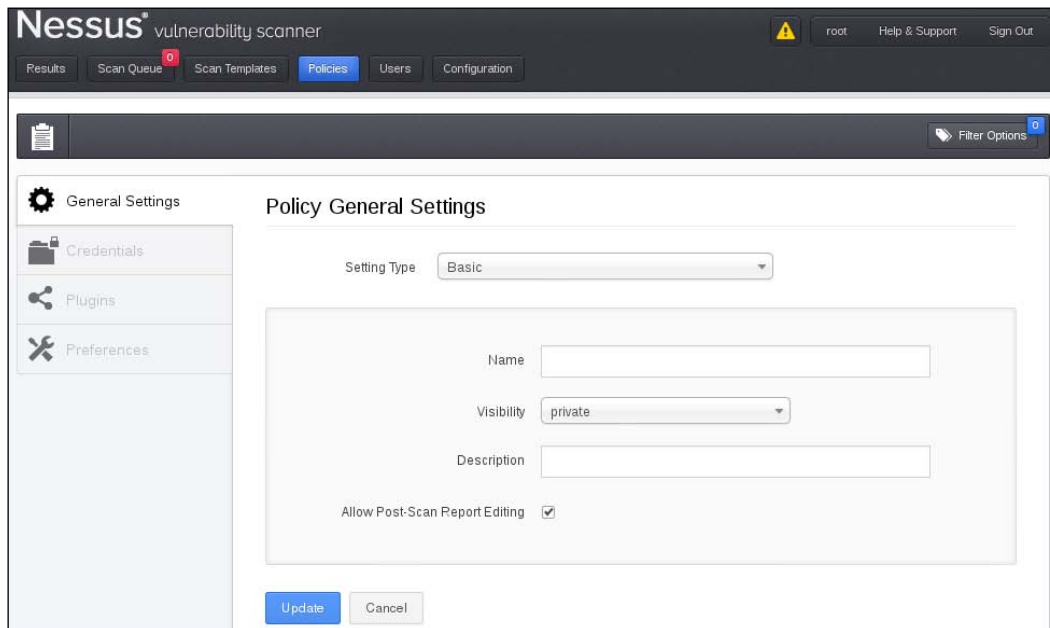 Nessus® vulnerability scanner
root Help & Support Sign Out
Results Scan Queue 0 Scan Templates Policies Users Configuration
Filter Options 0
General Settings
Credentials
Plugins
Preferences
Policy General Settings
Setting Type Basic
Name
Visibility private
Description
Allow Post-Scan Report Editing
Update Cancel